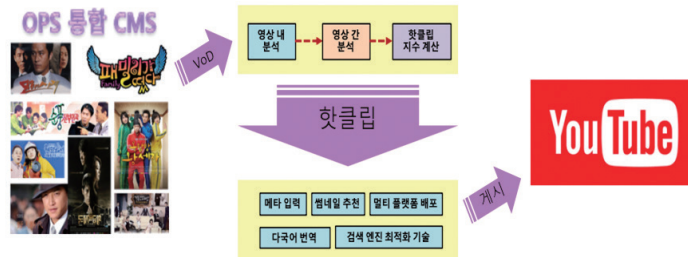 OPS 통합 CMS
패밀리가
떴다
VoD
영상 내
분석
영상 간
분석
핫클립
지수 계산
핫클립
메타 입력
썸네일 추천
멀티 플랫폼 배포
다국어 번역
검색 엔진 최적화 기술
게시
YouTube